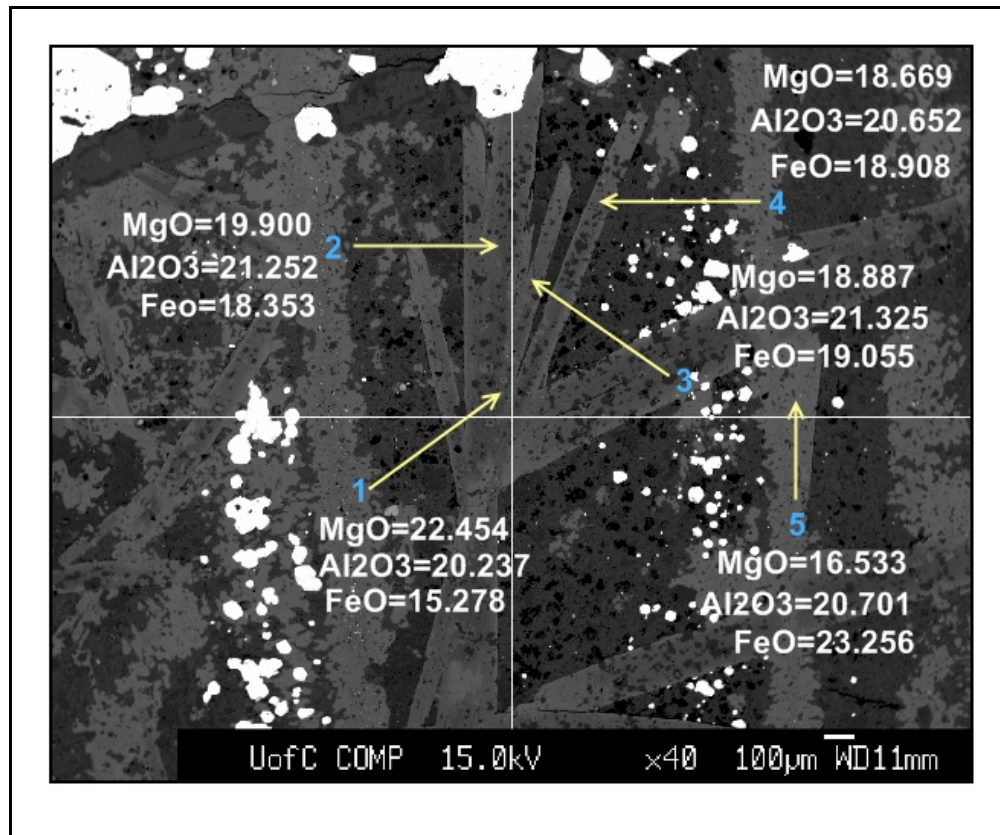 MgO=18.669
Al2O3=20.652
FeO=18.908
4
MgO=19.900
Al2O3=21.252
Feo=18.353
2
Mgo=18.887
Al2O3=21.325
FeO=19.055
3
1
MgO=22.454
Al2O3=20.237
FeO=15.278
5
MgO=16.533
Al2O3=20.701
FeO=23.256
UofC COMP 15.0kV x40 100µm WD11mm